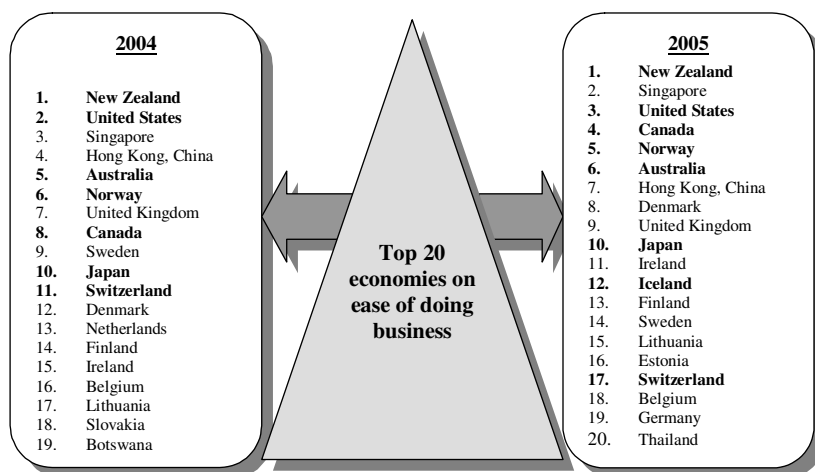 2004
1. New Zealand
2. United States
3. Singapore
4. Hong Kong, China
5. Australia
6. Norway
7. United Kingdom
8. Canada
9. Sweden
10. Japan
11. Switzerland
12. Denmark
13. Netherlands
14. Finland
15. Ireland
16. Belgium
17. Lithuania
18. Slovakia
19. Botswana
Top 20
economies on
ease of doing
business
2005
1. New Zealand
2. Singapore
3. United States
4. Canada
5. Norway
6. Australia
7. Hong Kong, China
8. Denmark
9. United Kingdom
10. Japan
11. Ireland
12. Iceland
13. Finland
14. Sweden
15. Lithuania
16. Estonia
17. Switzerland
18. Belgium
19. Germany
20. Thailand